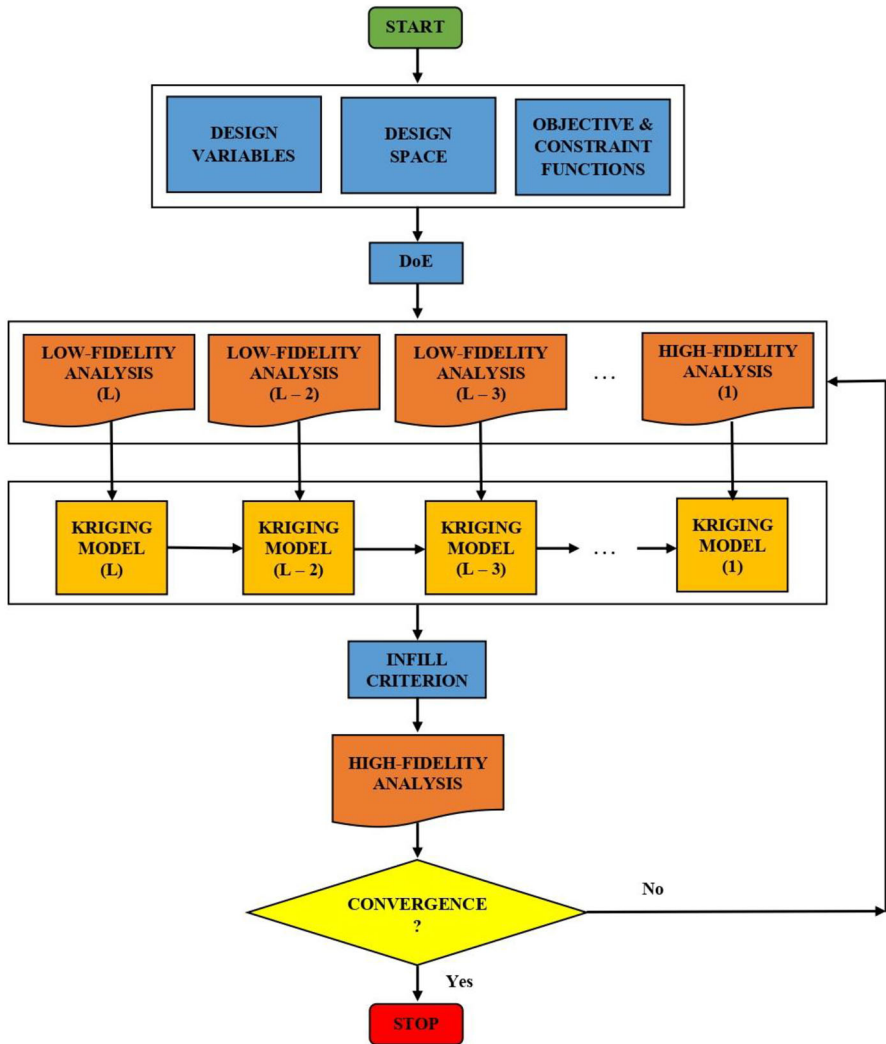 START
DESIGN
VARIABLES
DESIGN
SPACE
OBJECTIVE &
CONSTRAINT
FUNCTIONS
DoE
LOW-FIDELITY
ANALYSIS
(L)
LOW-FIDELITY
ANALYSIS
(L – 2)
LOW-FIDELITY
ANALYSIS
(L – 3)
...
HIGH-FIDELITY
ANALYSIS
(1)
KRIGING
MODEL
(L)
KRIGING
MODEL
(L – 2)
KRIGING
MODEL
(L – 3)
...
KRIGING
MODEL
(1)
INFILL
CRITERION
HIGH-FIDELITY
ANALYSIS
CONVERGENCE
?
No
Yes
STOP